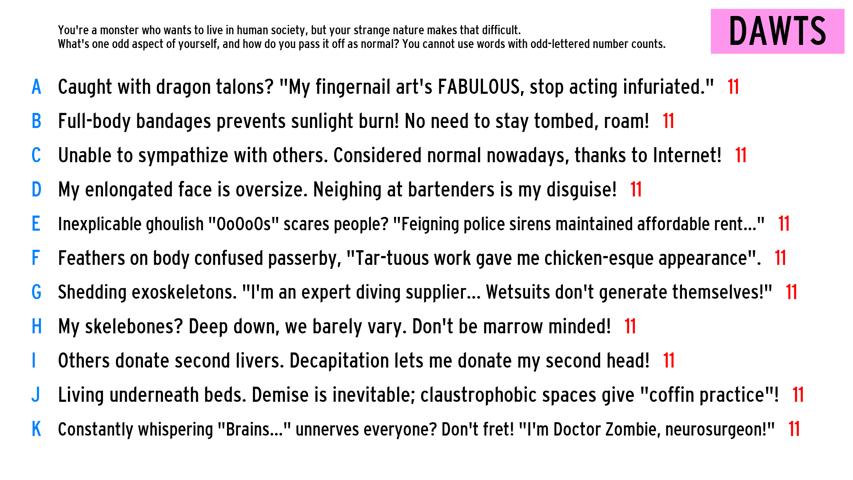 You're a monster who wants to live in human society, but your strange nature makes that difficult.
What's one odd aspect of yourself, and how do you pass it off as normal? You cannot use words with odd-lettered number counts.
DAWTS
A Caught with dragon talons? "My fingernail art's FABULOUS, stop acting infuriated." 11
B Full-body bandages prevents sunlight burn! No need to stay tombed, roam! 11
C Unable to sympathize with others. Considered normal nowadays, thanks to Internet! 11
D My enlongated face is oversize. Neighing at bartenders is my disguise! 11
E Inexplicable ghoulish "OoOoOs" scares people? "Feigning police sirens maintained affordable rent..." 11
F Feathers on body confused passerby, "Tar-tuous work gave me chicken-esque appearance". 11
G Shedding exoskeletons. "I'm an expert diving supplier... Wetsuits don't generate themselves!" 11
H My skelebones? Deep down, we barely vary. Don't be marrow minded! 11
I Others donate second livers. Decapitation lets me donate my second head! 11
J Living underneath beds. Demise is inevitable; claustrophobic spaces give "coffin practice"! 11
K Constantly whispering "Brains..." unnerves everyone? Don't fret! "I'm Doctor Zombie, neurosurgeon!" 11